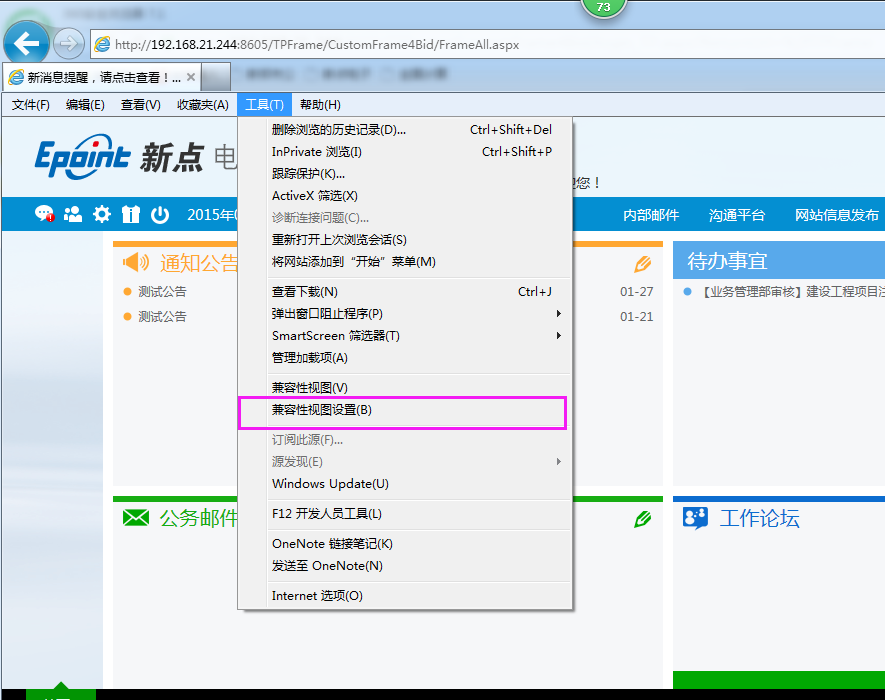 73
http://192.168.21.244:8605/TPFrame/CustomFrame4Bid/FrameAll.aspx
新消息提醒，请点击查看！...
文件(F) 编辑(E) 查看(V) 收藏夹(A) 工具(T) 帮助(H)
删除浏览的历史记录(D)... Ctrl+Shift+Del
InPrivate 浏览(I) Ctrl+Shift+P
跟踪保护(K)...
ActiveX 筛选(X)
诊断连接问题(C)...
重新打开上次浏览会话(S)
将网站添加到“开始”菜单(M)
查看下载(N) Ctrl+J
弹出窗口阻止程序(P)
SmartScreen 筛选器(T)
管理加载项(A)
兼容性视图(V)
兼容性视图设置(B)
订阅此源(F)...
源发现(E)
Windows Update(U)
F12 开发人员工具(L)
OneNote 链接笔记(K)
发送至 OneNote(N)
Internet 选项(O)
Epoint 新点 电
您！
2015年 内部邮件 沟通平台 网站信息发布
通知公告
测试公告 01-27
测试公告 01-21
待办事宜
【业务管理部审核】建设工程项目
公务邮件
工作论坛